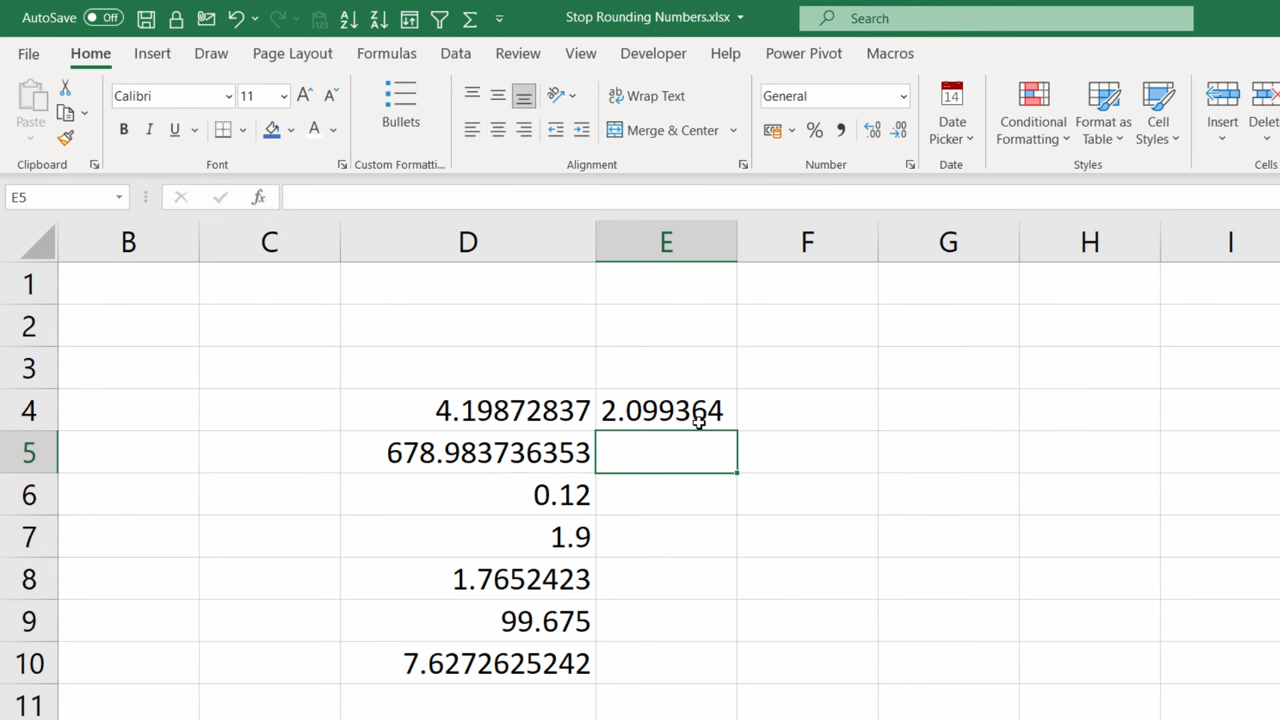 AutoSave Off Stop Rounding Numbers.xlsx Search
File Home Insert Draw Page Layout Formulas Data Review View Developer Help Power Pivot Macros
Paste Calibri 11 A A Bullets ab Wrap Text General 14 Date Conditional Format as Cell Insert Delet
B I U A Merge & Center % Picker Formatting Table Styles
Clipboard Font Custom Formatti... Alignment Number Date Styles Cells
E5 fx
B C D E F G H I
1
2
3
4 4.19872837 2.099364
5 678.983736353
6 0.12
7 1.9
8 1.7652423
9 99.675
10 7.6272625242
11